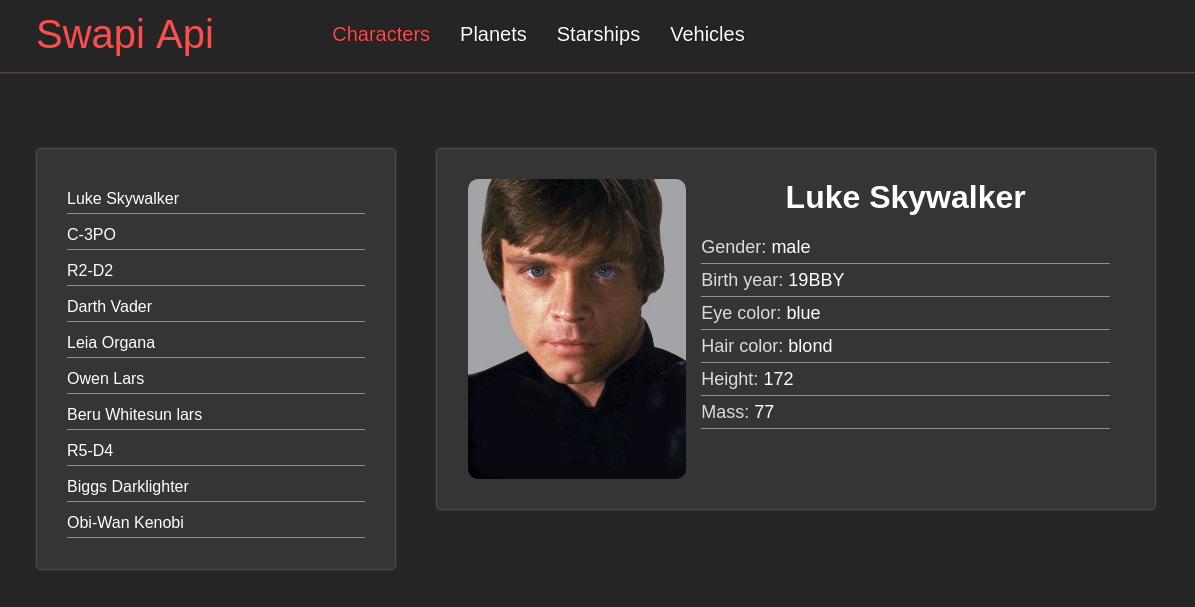 Swapi Api
Characters Planets Starships Vehicles
Luke Skywalker
C-3PO
R2-D2
Darth Vader
Leia Organa
Owen Lars
Beru Whitesun lars
R5-D4
Biggs Darklighter
Obi-Wan Kenobi
Luke Skywalker
Gender: male
Birth year: 19BBY
Eye color: blue
Hair color: blond
Height: 172
Mass: 77